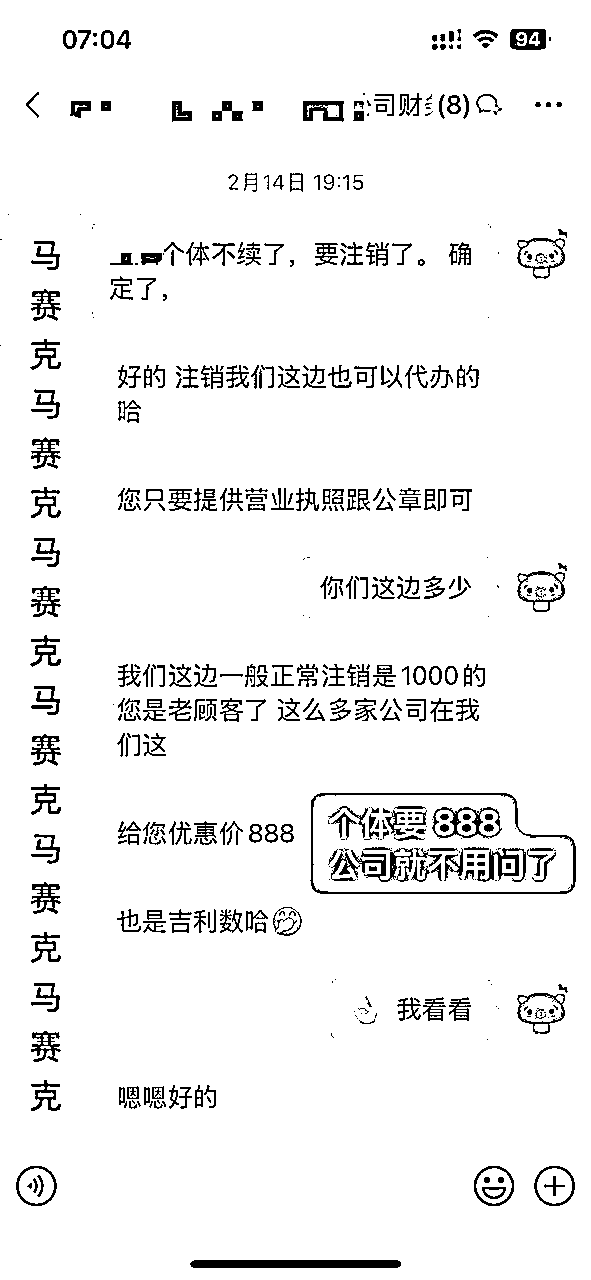 07:04
94
司财
(8)
2月14日 19:15
个体不续了，要注销了。 确
定了，
好的 注销我们这边也可以代办的
哈
您只要提供营业执照跟公章即可
你们这边多少
我们这边一般正常注销是1000的
您是老顾客了 这么多家公司在我
们这
给您优惠价888
个体要888
公司就不用问了
也是吉利数哈
我看看
嗯嗯好的
马
赛
克
马
赛
克
马
赛
克
马
赛
克
马
赛
克
马
赛
克